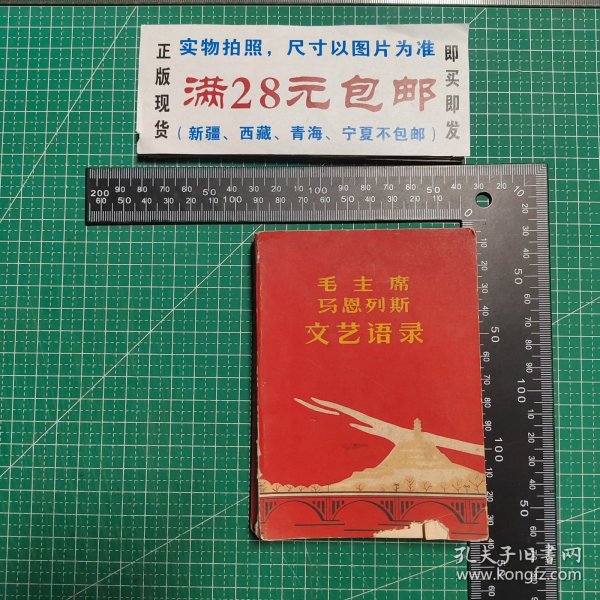 正版现货
实物拍照，尺寸以图片为准
满28元包邮
（新疆、西藏、青海、宁夏不包邮）
即买即发
毛主席
马恩列斯
文艺语录
孔夫子旧书网
www.kongfz.com